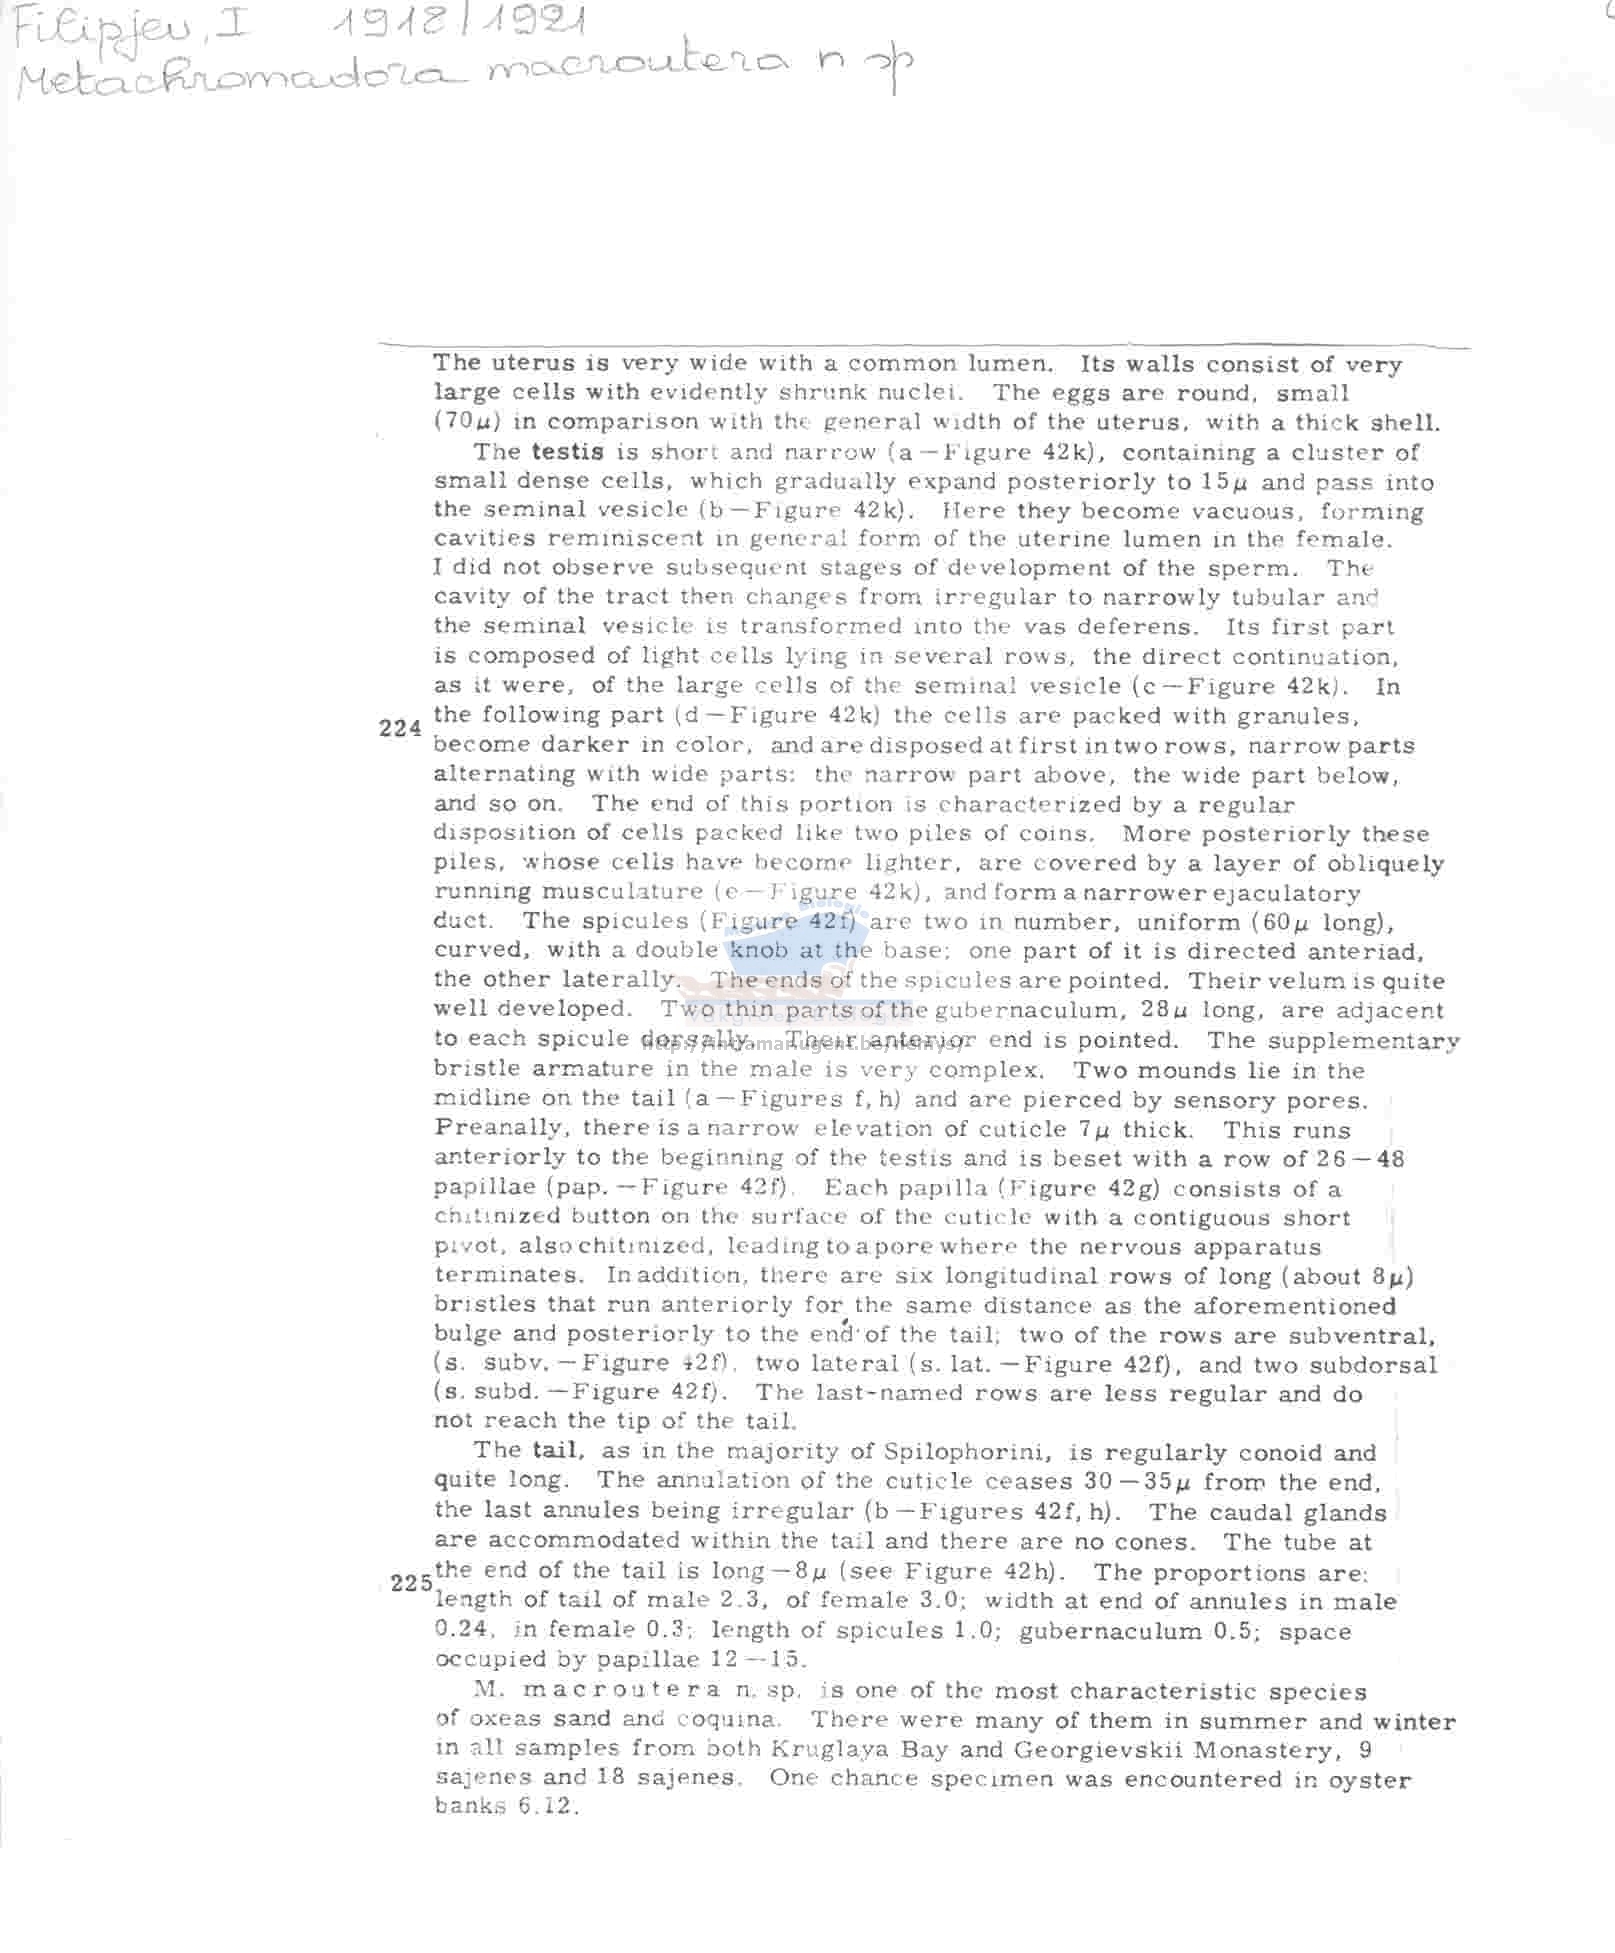 Filipjev, I 1918/1921
Metachromadora macroutera n sp
The uterus is very wide with a common lumen. Its walls consist of very
large cells with evidently shrunk nuclei. The eggs are round, small
(70μ) in comparison with the general width of the uterus, with a thick shell.
The testis is short and narrow (a—Figure 42k), containing a cluster of
small dense cells, which gradually expand posteriorly to 15μ and pass into
the seminal vesicle (b—Figure 42k). Here they become vacuous, forming
cavities reminiscent in general form of the uterine lumen in the female.
I did not observe subsequent stages of development of the sperm. The
cavity of the tract then changes from irregular to narrowly tubular and
the seminal vesicle is transformed into the vas deferens. Its first part
is composed of light cells lying in several rows, the direct continuation,
as it were, of the large cells of the seminal vesicle (c—Figure 42k). In
the following part (d—Figure 42k) the cells are packed with granules,
224
become darker in color, and are disposed at first in two rows, narrow parts
alternating with wide parts: the narrow part above, the wide part below,
and so on. The end of this portion is characterized by a regular
disposition of cells packed like two piles of coins. More posteriorly these
piles, whose cells have become lighter, are covered by a layer of obliquely
running musculature (e—Figure 42k), and form a narrower ejaculatory
duct. The spicules (Figure 42f) are two in number, uniform (60μ long),
curved, with a double knob at the base; one part of it is directed anteriad,
the other laterally. The ends of the spicules are pointed. Their velum is quite
well developed. Two thin parts of the gubernaculum, 28μ long, are adjacent
to each spicule dorsally. Their anterior end is pointed. The supplementary
bristle armature in the male is very complex. Two mounds lie in the
midline on the tail (a—Figures f, h) and are pierced by sensory pores.
Preanally, there is a narrow elevation of cuticle 7μ thick. This runs
anteriorly to the beginning of the testis and is beset with a row of 26—48
papillae (pap.—Figure 42f). Each papilla (Figure 42g) consists of a
chitinized button on the surface of the cuticle with a contiguous short
pivot, also chitinized, leading to a pore where the nervous apparatus
terminates. In addition, there are six longitudinal rows of long (about 8μ)
bristles that run anteriorly for the same distance as the aforementioned
bulge and posteriorly to the end of the tail; two of the rows are subventral,
(s. subv.—Figure 42f), two lateral (s. lat.—Figure 42f), and two subdorsal
(s. subd.—Figure 42f). The last-named rows are less regular and do
not reach the tip of the tail.
The tail, as in the majority of Spilophorini, is regularly conoid and
quite long. The annulation of the cuticle ceases 30—35μ from the end,
the last annules being irregular (b—Figures 42f, h). The caudal glands
are accommodated within the tail and there are no cones. The tube at
the end of the tail is long—8μ (see Figure 42h). The proportions are:
225
length of tail of male 2.3, of female 3.0; width at end of annules in male
0.24, in female 0.3; length of spicules 1.0; gubernaculum 0.5; space
occupied by papillae 12—15.
M. macroutera n. sp. is one of the most characteristic species
of oxeas sand and coquina. There were many of them in summer and winter
in all samples from both Kruglaya Bay and Georgievskii Monastery, 9
sajenes and 18 sajenes. One chance specimen was encountered in oyster
banks 6.12.